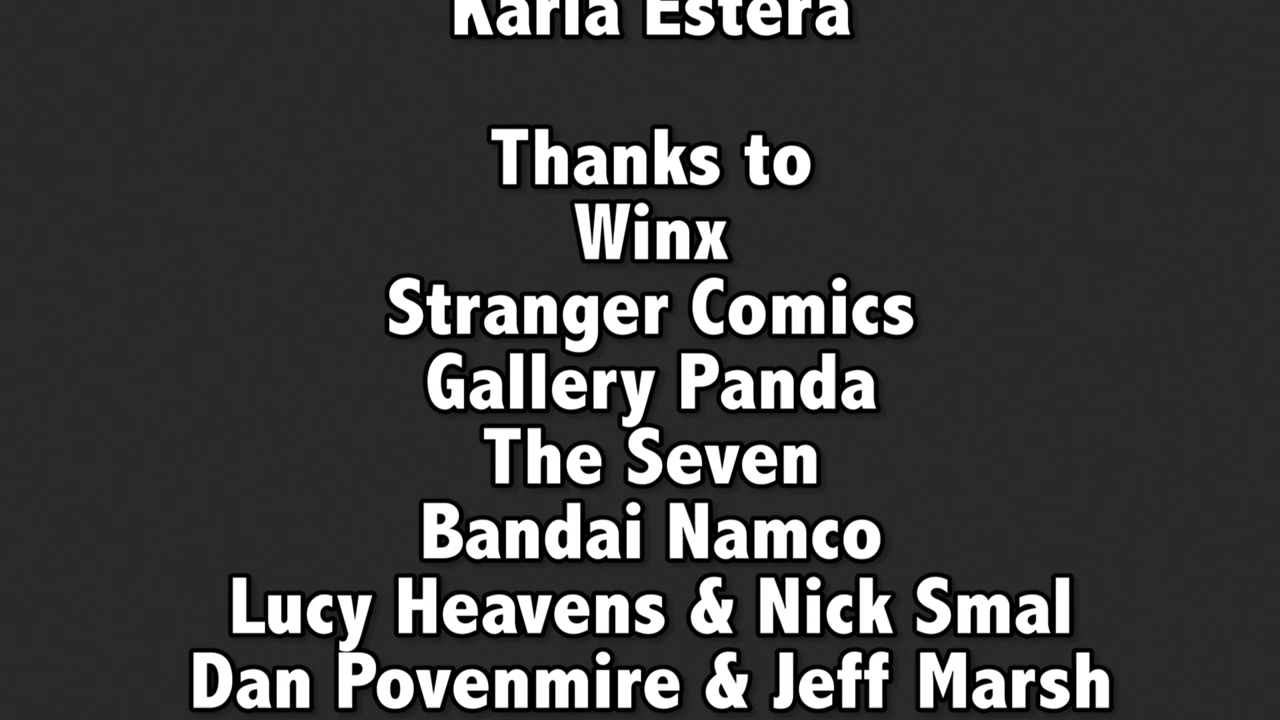 Karla Estera
Thanks to
Winx
Stranger Comics
Gallery Panda
The Seven
Bandai Namco
Lucy Heavens & Nick Smal
Dan Povenmire & Jeff Marsh